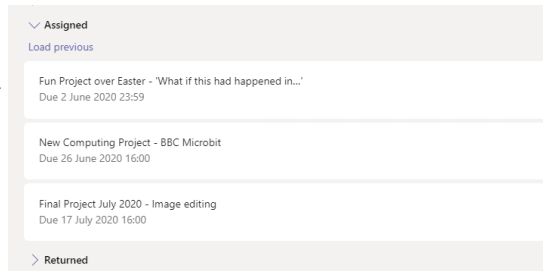 Assigned
Load previous
Fun Project over Easter - 'What if this had happened in...'
Due 2 June 2020 23:59
New Computing Project - BBC Microbit
Due 26 June 2020 16:00
Final Project July 2020 - Image editing
Due 17 July 2020 16:00
Returned